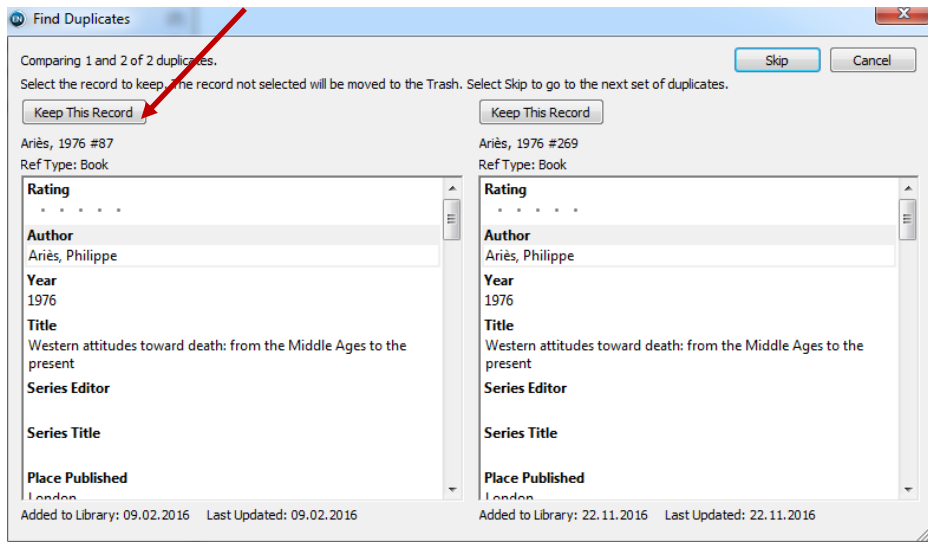 EN Find Duplicates
Comparing 1 and 2 of 2 duplicates.
Skip
Cancel
Select the record to keep. The record not selected will be moved to the Trash. Select Skip to go to the next set of duplicates.
Keep This Record
Ariès, 1976 #87
Ref Type: Book
Rating
Author
Ariès, Philippe
Year
1976
Title
Western attitudes toward death: from the Middle Ages to the
present
Series Editor
Series Title
Place Published
London
Added to Library: 09.02.2016 Last Updated: 09.02.2016
Keep This Record
Ariès, 1976 #269
Ref Type: Book
Rating
Author
Ariès, Philippe
Year
1976
Title
Western attitudes toward death: from the Middle Ages to the
present
Series Editor
Series Title
Place Published
London
Added to Library: 22.11.2016 Last Updated: 22.11.2016